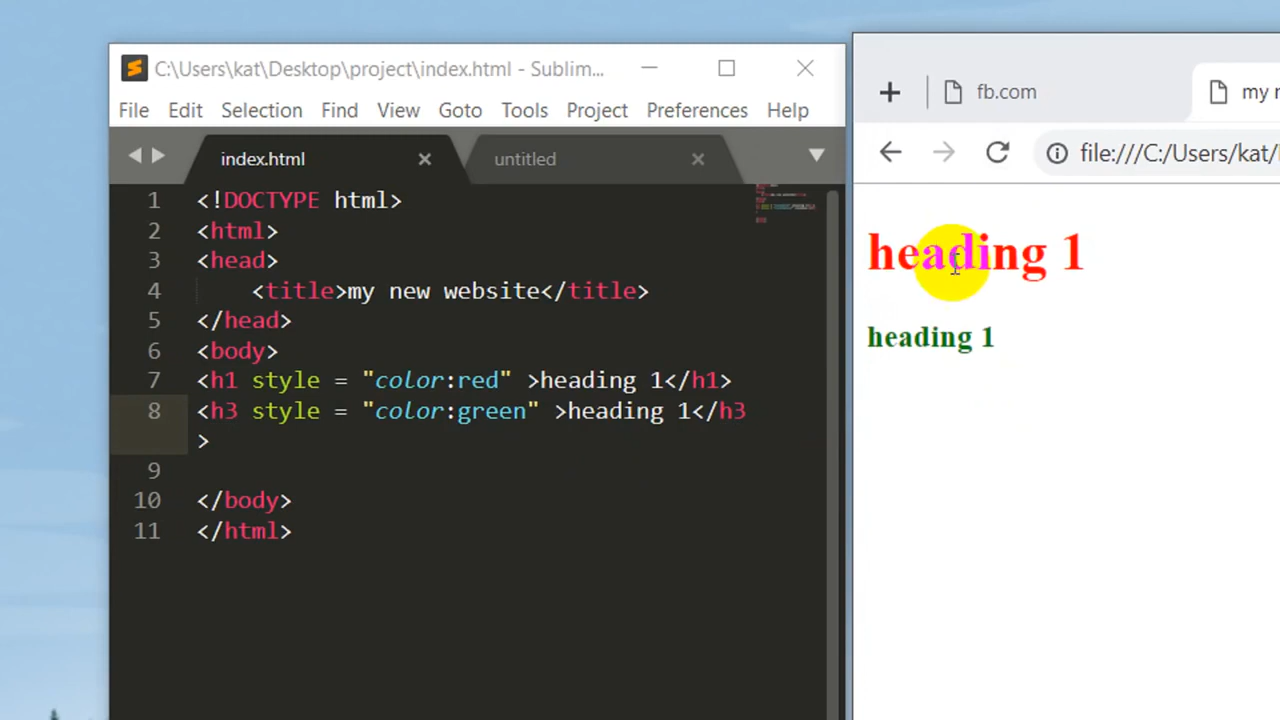 C:\Users\kat\Desktop\project\index.html - Sublim...
File Edit Selection Find View Goto Tools Project Preferences Help
index.html untitled
1 <!DOCTYPE html>
2 <html>
3 <head>
4 <title>my new website</title>
5 </head>
6 <body>
7 <h1 style = "color:red" >heading 1</h1>
8 <h3 style = "color:green" >heading 1</h3
>
9
10 </body>
11 </html>
fb.com my
file:///C:/Users/kat/
heading 1
heading 1